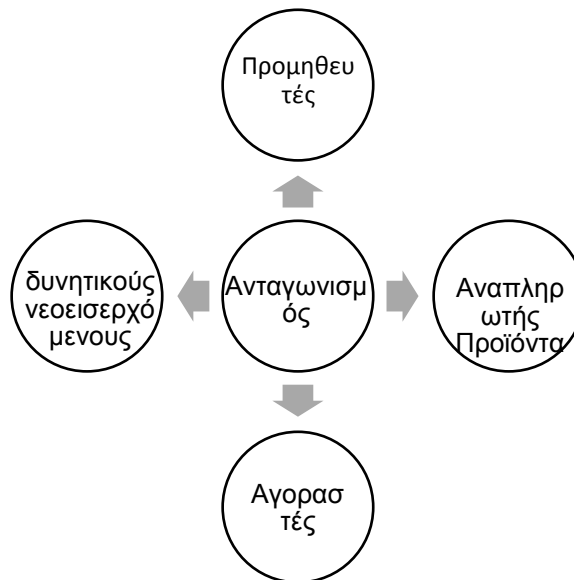 Προμηθευ
τές
δυνητικούς
νεοεισερχό
μενους
Ανταγωνισμ
ός
Αναπληρ
ωτής
Προϊόντα
Αγορασ
τές